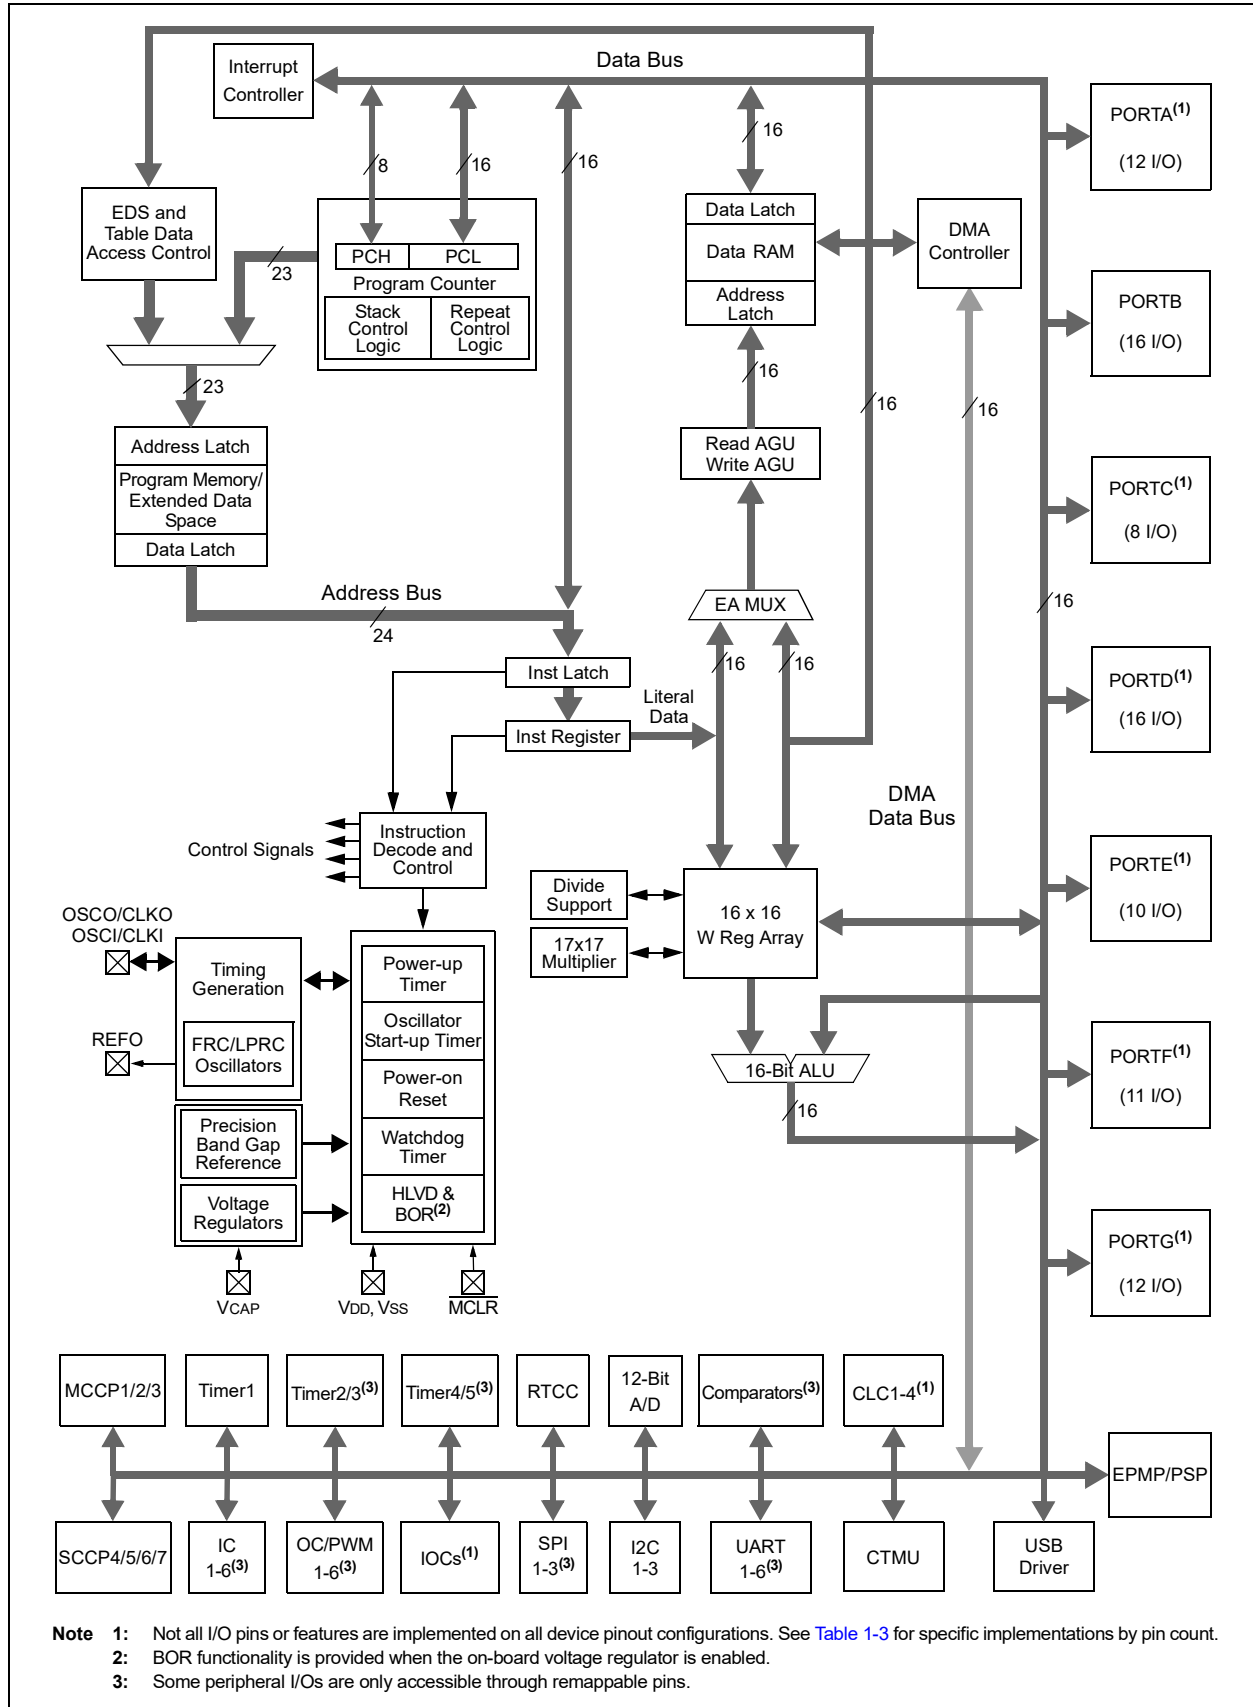 Data Bus
Interrupt
Controller
16
8
16
16
PORTA(1)
(12 I/O)
EDS and
Table Data
Access Control
Data Latch
Data RAM
Address
Latch
DMA
Controller
PCH
PCL
Program Counter
Stack
Control
Logic
Repeat
Control
Logic
23
PORTB
(16 I/O)
23
16
16
16
Address Latch
Program Memory/
Extended Data
Space
Data Latch
Read AGU
Write AGU
PORTC(1)
(8 I/O)
Address Bus
24
EA MUX
16
16
16
Inst Latch
Inst Register
Literal
Data
PORTD(1)
(16 I/O)
DMA
Data Bus
Control Signals
Instruction
Decode and
Control
Divide
Support
17x17
Multiplier
16 x 16
W Reg Array
PORTE(1)
(10 I/O)
OSCO/CLKO
OSCI/CLKI
Timing
Generation
REFO
FRC/LPRC
Oscillators
Precision
Band Gap
Reference
Voltage
Regulators
Power-up
Timer
Oscillator
Start-up Timer
Power-on
Reset
Watchdog
Timer
HLVD &
BOR(2)
16-Bit ALU
16
PORTF(1)
(11 I/O)
PORTG(1)
(12 I/O)
VCAP
VDD, VSS
MCLR
MCCP1/2/3
Timer1
Timer2/3(3)
Timer4/5(3)
RTCC
12-Bit
A/D
Comparators(3)
CLC1-4(1)
EPMP/PSP
SCCP4/5/6/7
IC
1-6(3)
OC/PWM
1-6(3)
IOCs(1)
SPI
1-3(3)
I2C
1-3
UART
1-6(3)
CTMU
USB
Driver
Note 1: Not all I/O pins or features are implemented on all device pinout configurations. See Table 1-3 for specific implementations by pin count.
2: BOR functionality is provided when the on-board voltage regulator is enabled.
3: Some peripheral I/Os are only accessible through remappable pins.